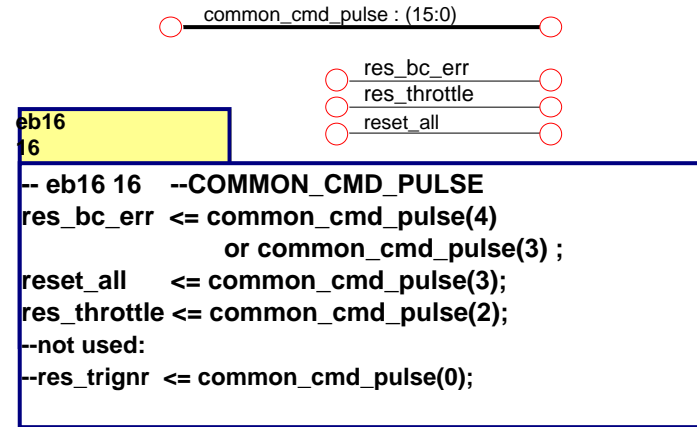 common_cmd_pulse : (15:0)
res_bc_err
res_throttle
reset_all
eb16
16
-- eb16 16 --COMMON_CMD_PULSE
res_bc_err <= common_cmd_pulse(4)
or common_cmd_pulse(3) ;
reset_all <= common_cmd_pulse(3);
res_throttle <= common_cmd_pulse(2);
--not used:
--res_trignr <= common_cmd_pulse(0);